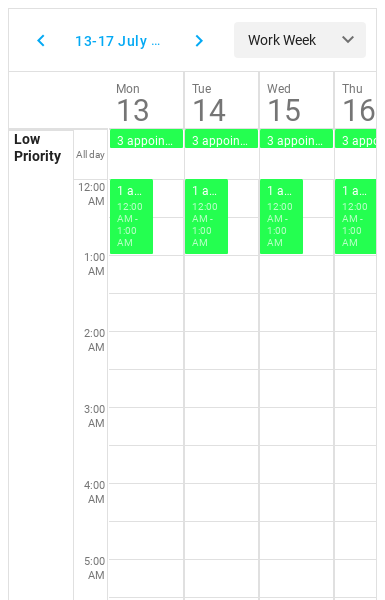 13-17 July …
Work Week
Mon
13
Tue
14
Wed
15
Thu
16
Low
Priority
All day
3 appoin…
3 appoin…
3 appoin…
3 appo
12:00
AM
1 a…
12:00
AM -
1:00
AM
1 a…
12:00
AM -
1:00
AM
1 a…
12:00
AM -
1:00
AM
1 a…
12:00
AM -
1:00
AM
1:00
AM
2:00
AM
3:00
AM
4:00
AM
5:00
AM